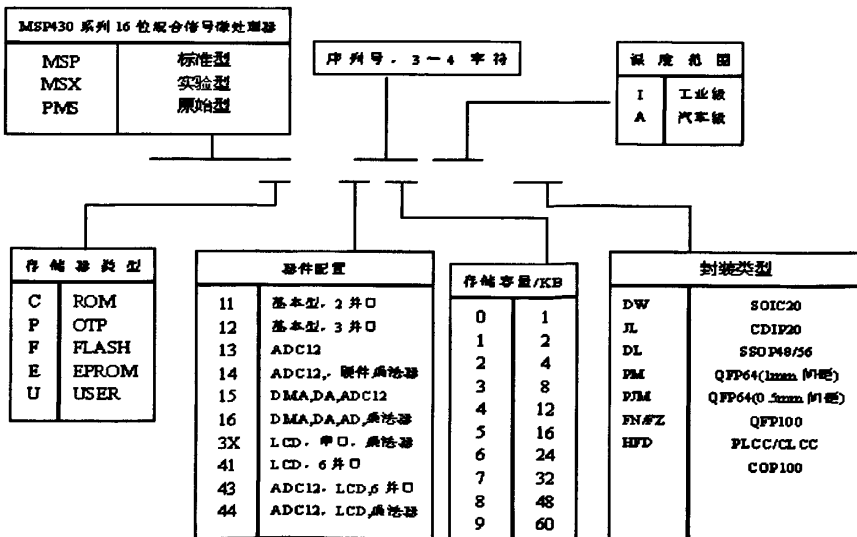 MSP430 系列 16 位混合信号微处理器
MSP 标准型
MSX 实验型
PMS 原始型
序列号，3－4 字符
温度范围
I 工业级
A 汽车级
存储器类型
C ROM
P OTP
F FLASH
E EPROM
U USER
器件配置
11 基本型，2 并口
12 基本型，3 并口
13 ADC12
14 ADC12，硬件乘法器
15 DMA,DA,ADC12
16 DMA,DA,AD,乘法器
3X LCD，串口，乘法器
41 LCD，6 并口
43 ADC12，LCD,6 并口
44 ADC12，LCD,乘法器
存储容量/KB
0 1
1 2
2 4
3 8
4 12
5 16
6 24
7 32
8 48
9 60
封装类型
DW SOIC20
JL CDIP20
DL SSOP48/56
PM QFP64(1mm 间距)
PJM QFP64(0.5mm 间距)
FN/FZ QFP100
HFD PLCC/CLCC
COP100